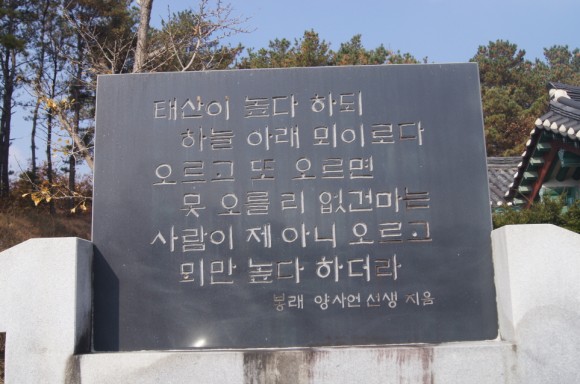 태산이 높다 하되
하늘 아래 뫼이로다
오르고 또 오르면
못 오를 리 없건마는
사람이 제 아니 오르고
뫼만 높다 하더라
봉래 양사언 선생 지음